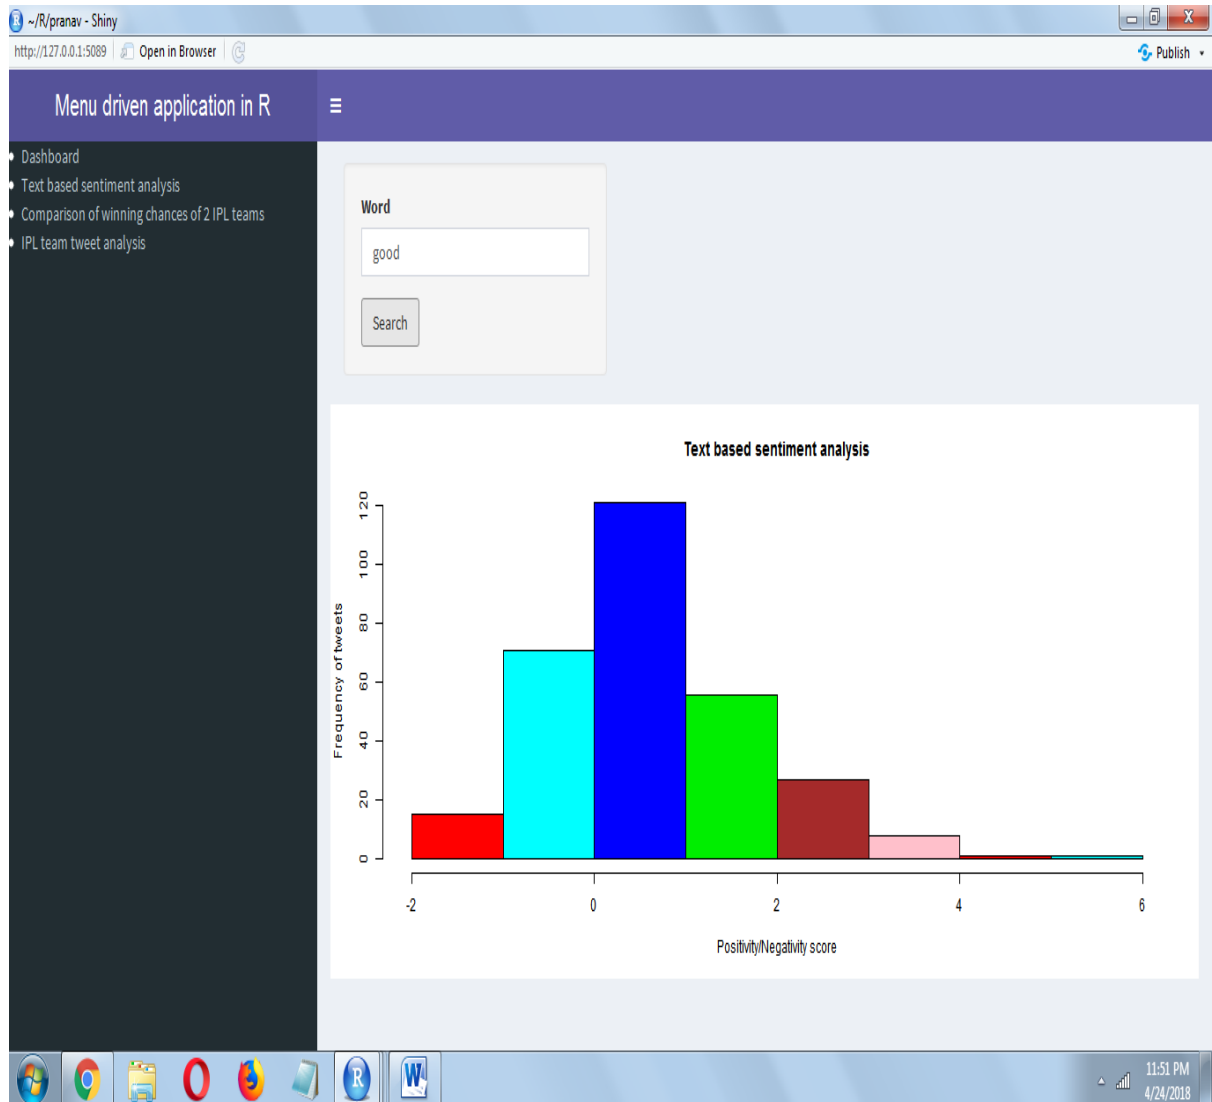 ~/R/pranav - Shiny
http://127.0.0.1:5089 Open in Browser Publish
Menu driven application in R
Dashboard
Text based sentiment analysis
Comparison of winning chances of 2 IPL teams
IPL team tweet analysis
Word
good
Search
Text based sentiment analysis
Frequency of tweets
120
100
80
60
40
20
0
-2 0 2 4 6
Positivity/Negativity score
11:51 PM
4/24/2018